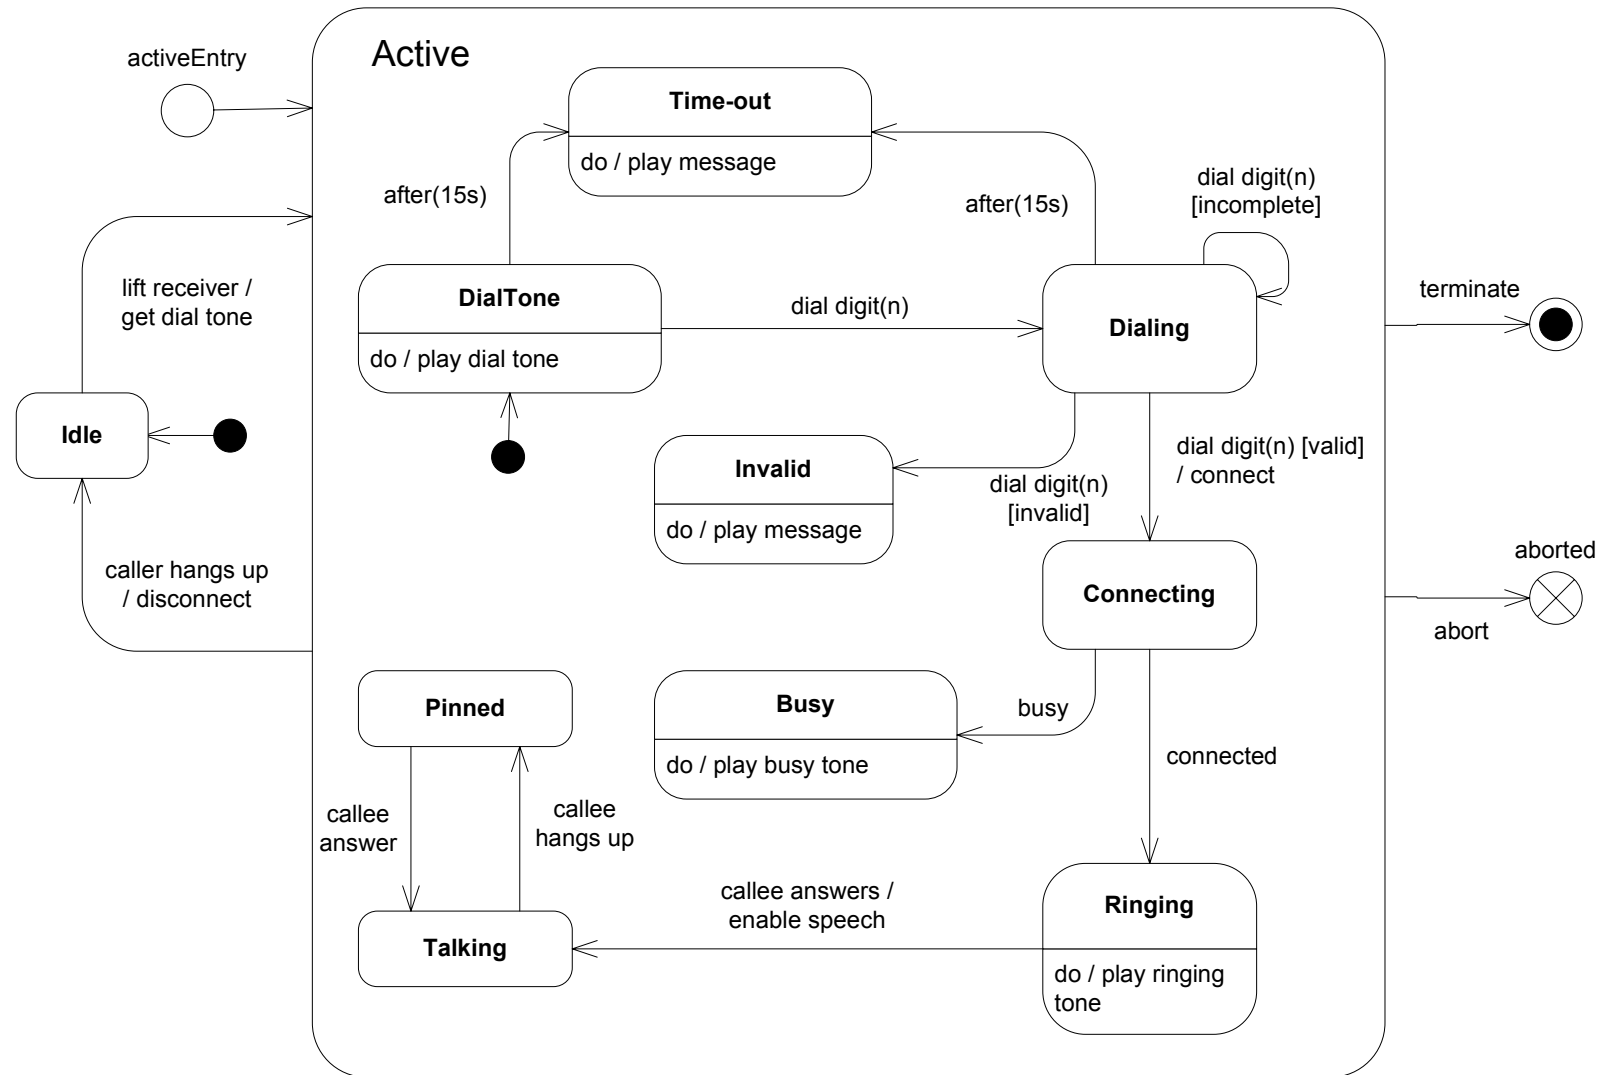 activeEntry
Active
Time-out
do / play message
after(15s)
after(15s)
dial digit(n)
[incomplete]
lift receiver /
get dial tone
DialTone
do / play dial tone
dial digit(n)
Dialing
terminate
Idle
Invalid
do / play message
dial digit(n)
[invalid]
dial digit(n) [valid]
/ connect
caller hangs up
/ disconnect
Connecting
aborted
abort
Pinned
Busy
do / play busy tone
busy
connected
callee
answer
callee
hangs up
callee answers /
enable speech
Talking
Ringing
do / play ringing
tone